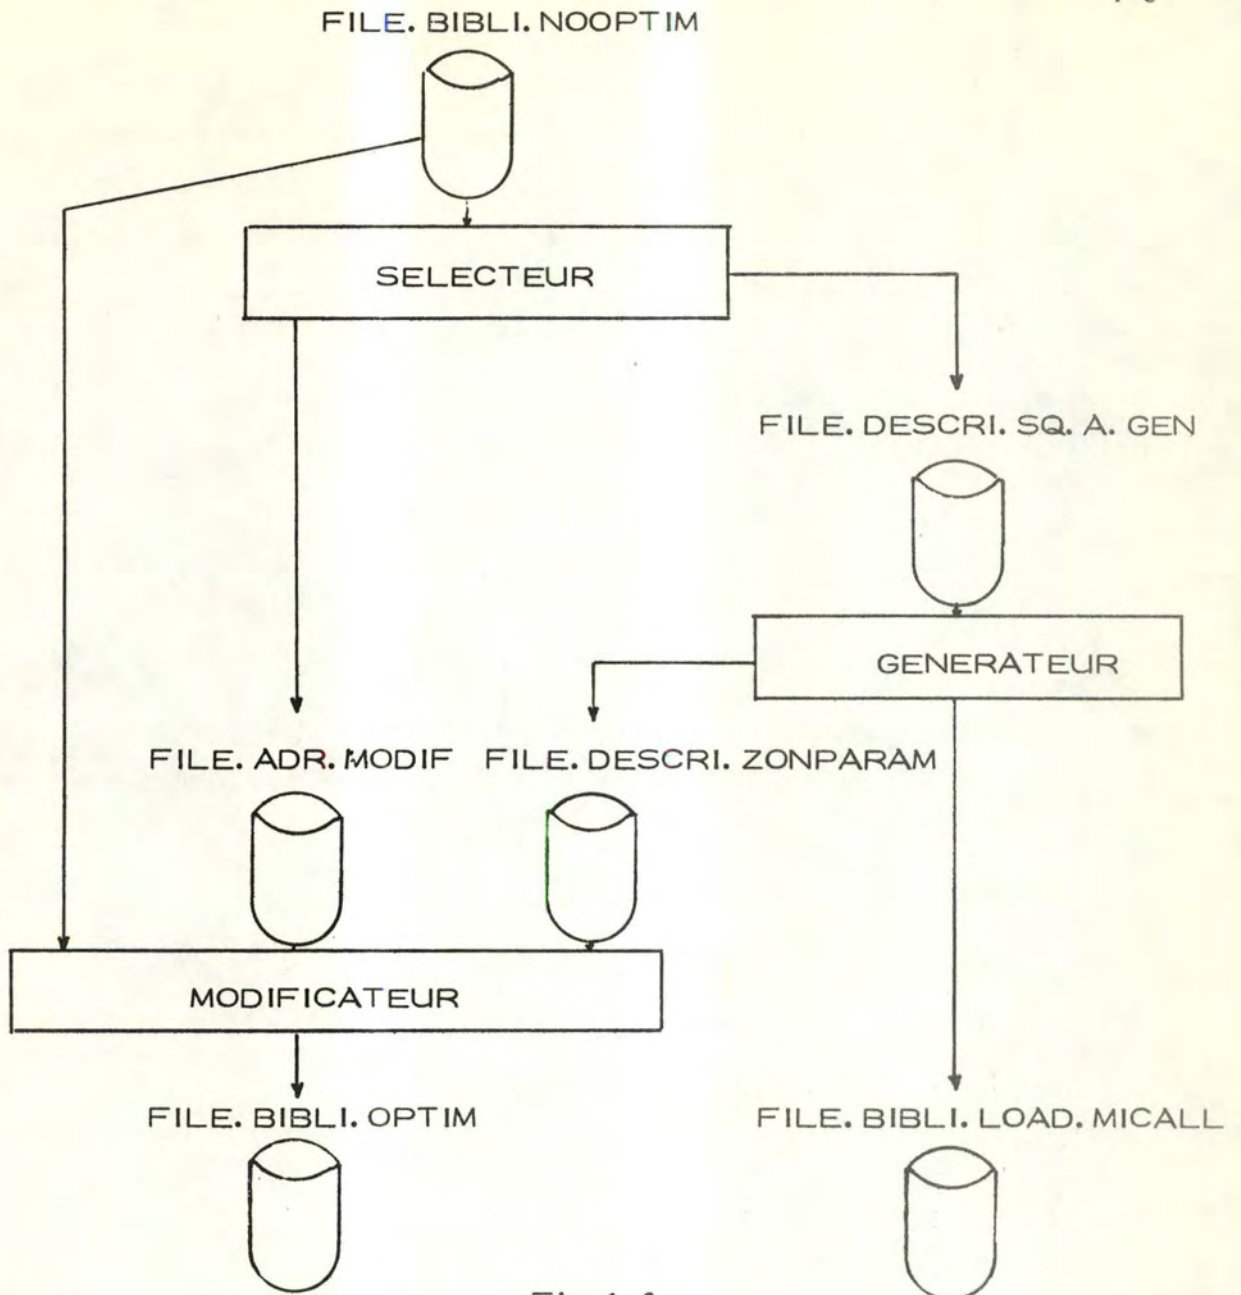 FILE. BIBLI. NOOPTIM
SELECTEUR
FILE. DESCRI. SQ. A. GEN
GENERATEUR
FILE. ADR. MODIF FILE. DESCRI. ZONPARAM
MODIFICATEUR
FILE. BIBLI. OPTIM FILE. BIBLI. LOAD. MICALL